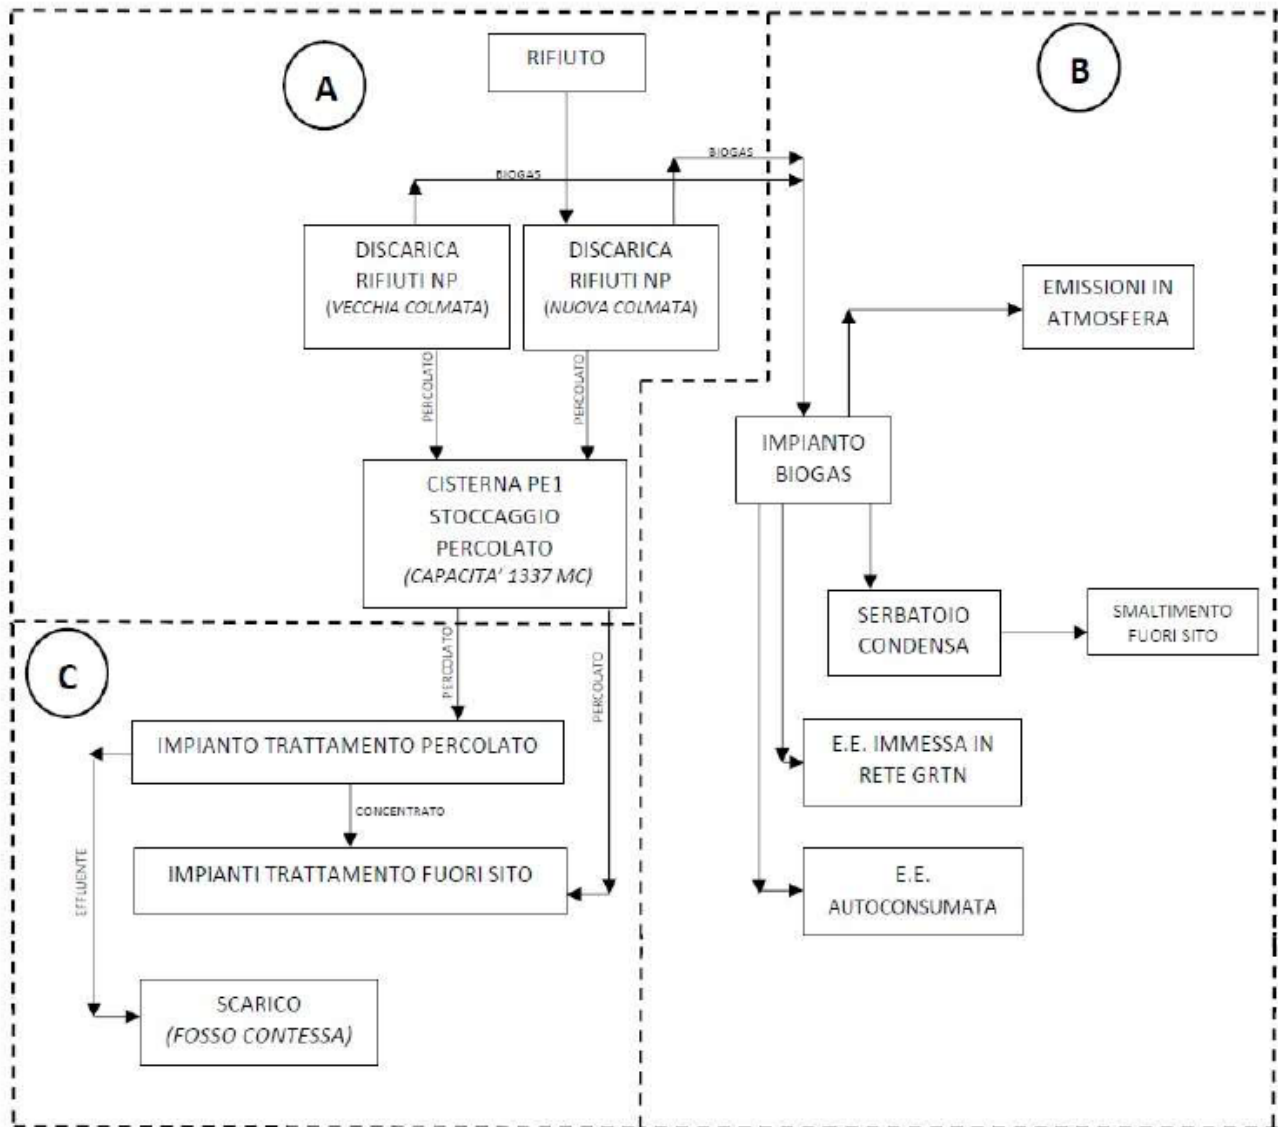 A
RIFIUTO
B
BIOGAS
BIOGAS
DISCARICA
RIFIUTI NP
(VECCHIA COLMATA)
DISCARICA
RIFIUTI NP
(NUOVA COLMATA)
EMISSIONI IN
ATMOSFERA
PERCOLATO
PERCOLATO
IMPIANTO
BIOGAS
CISTERNA PE1
STOCCAGGIO
PERCOLATO
(CAPACITA' 1337 MC)
SERBATOIO
CONDENSA
SMALTIMENTO
FUORI SITO
C
PERCOLATO
PERCOLATO
IMPIANTO TRATTAMENTO PERCOLATO
E.E. IMMESSA IN
RETE GRTN
CONCENTRATO
IMPIANTI TRATTAMENTO FUORI SITO
EFFLUENTE
E.E.
AUTOCONSUMATA
SCARICO
(FOSSO CONTESSA)